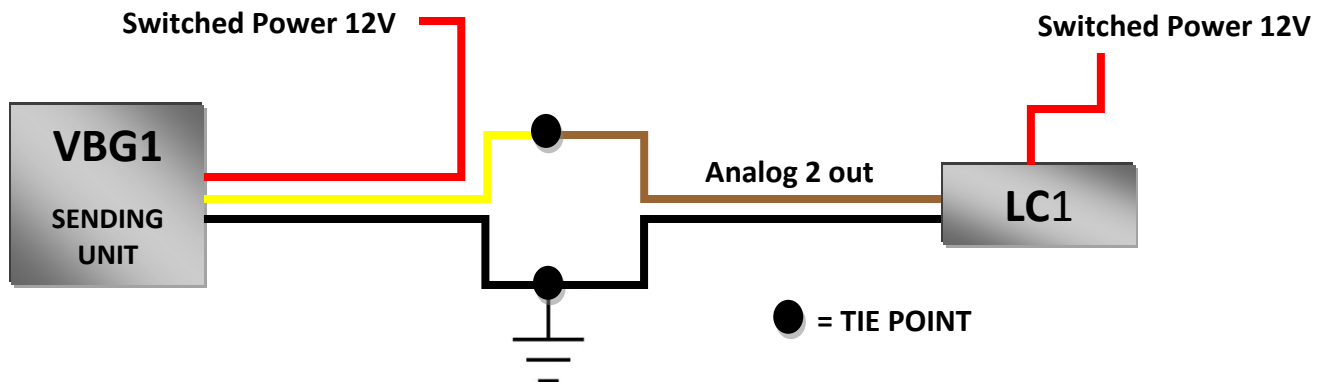 Switched Power 12V
Switched Power 12V
VBG1
SENDING
UNIT
Analog 2 out
LC1
= TIE POINT